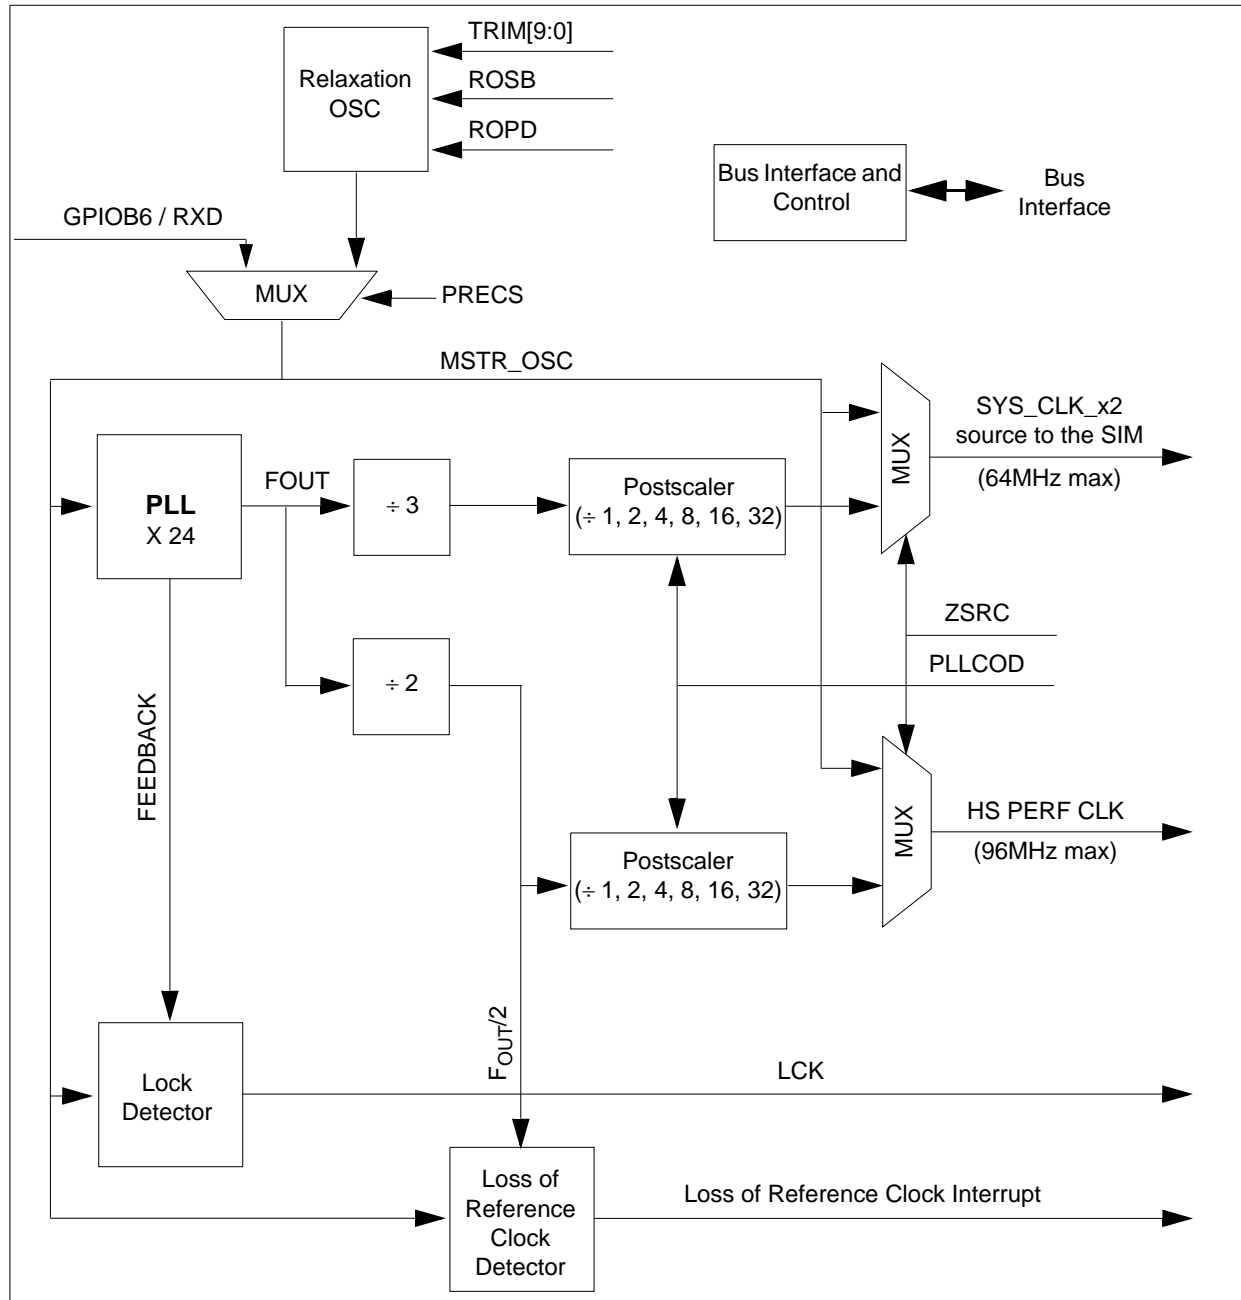 TRIM[9:0]
Relaxation
OSC
ROSB
ROPD
Bus Interface and
Control
Bus
Interface
GPIOB6 / RXD
MUX
PRECS
MSTR_OSC
PLL
X 24
FOUT
÷ 3
Postscaler
(÷ 1, 2, 4, 8, 16, 32)
MUX
SYS_CLK_x2
source to the SIM
(64MHz max)
ZSRC
PLLCOD
÷ 2
FEEDBACK
Postscaler
(÷ 1, 2, 4, 8, 16, 32)
MUX
HS PERF CLK
(96MHz max)
FOUT/2
Lock
Detector
LCK
Loss of
Reference
Clock
Detector
Loss of Reference Clock Interrupt